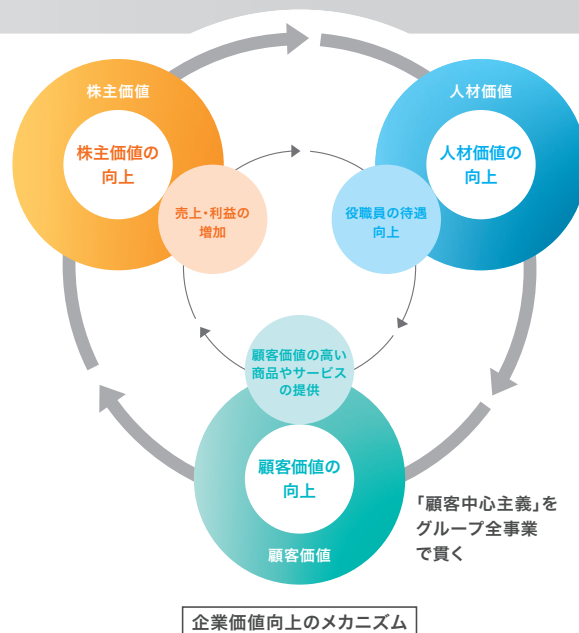 株主価値
株主価値の
向上
売上・利益の
増加
人材価値
人材価値の
向上
役職員の待遇
向上
顧客価値の高い
商品やサービス
の提供
顧客価値の
向上
顧客価値
「顧客中心主義」を
グループ全事業
で貫く
企業価値向上のメカニズム